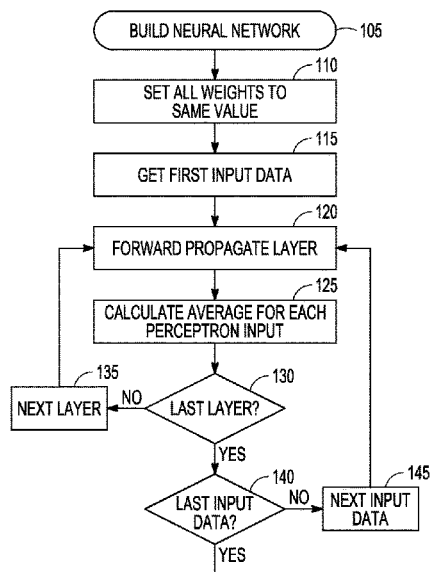 BUILD NEURAL NETWORK
105
110
SET ALL WEIGHTS TO
SAME VALUE
115
GET FIRST INPUT DATA
120
FORWARD PROPAGATE LAYER
125
CALCULATE AVERAGE FOR EACH
PERCEPTRON INPUT
135
NEXT LAYER
NO
130
LAST LAYER?
YES
140
LAST INPUT
DATA?
NO
145
NEXT INPUT
DATA
YES